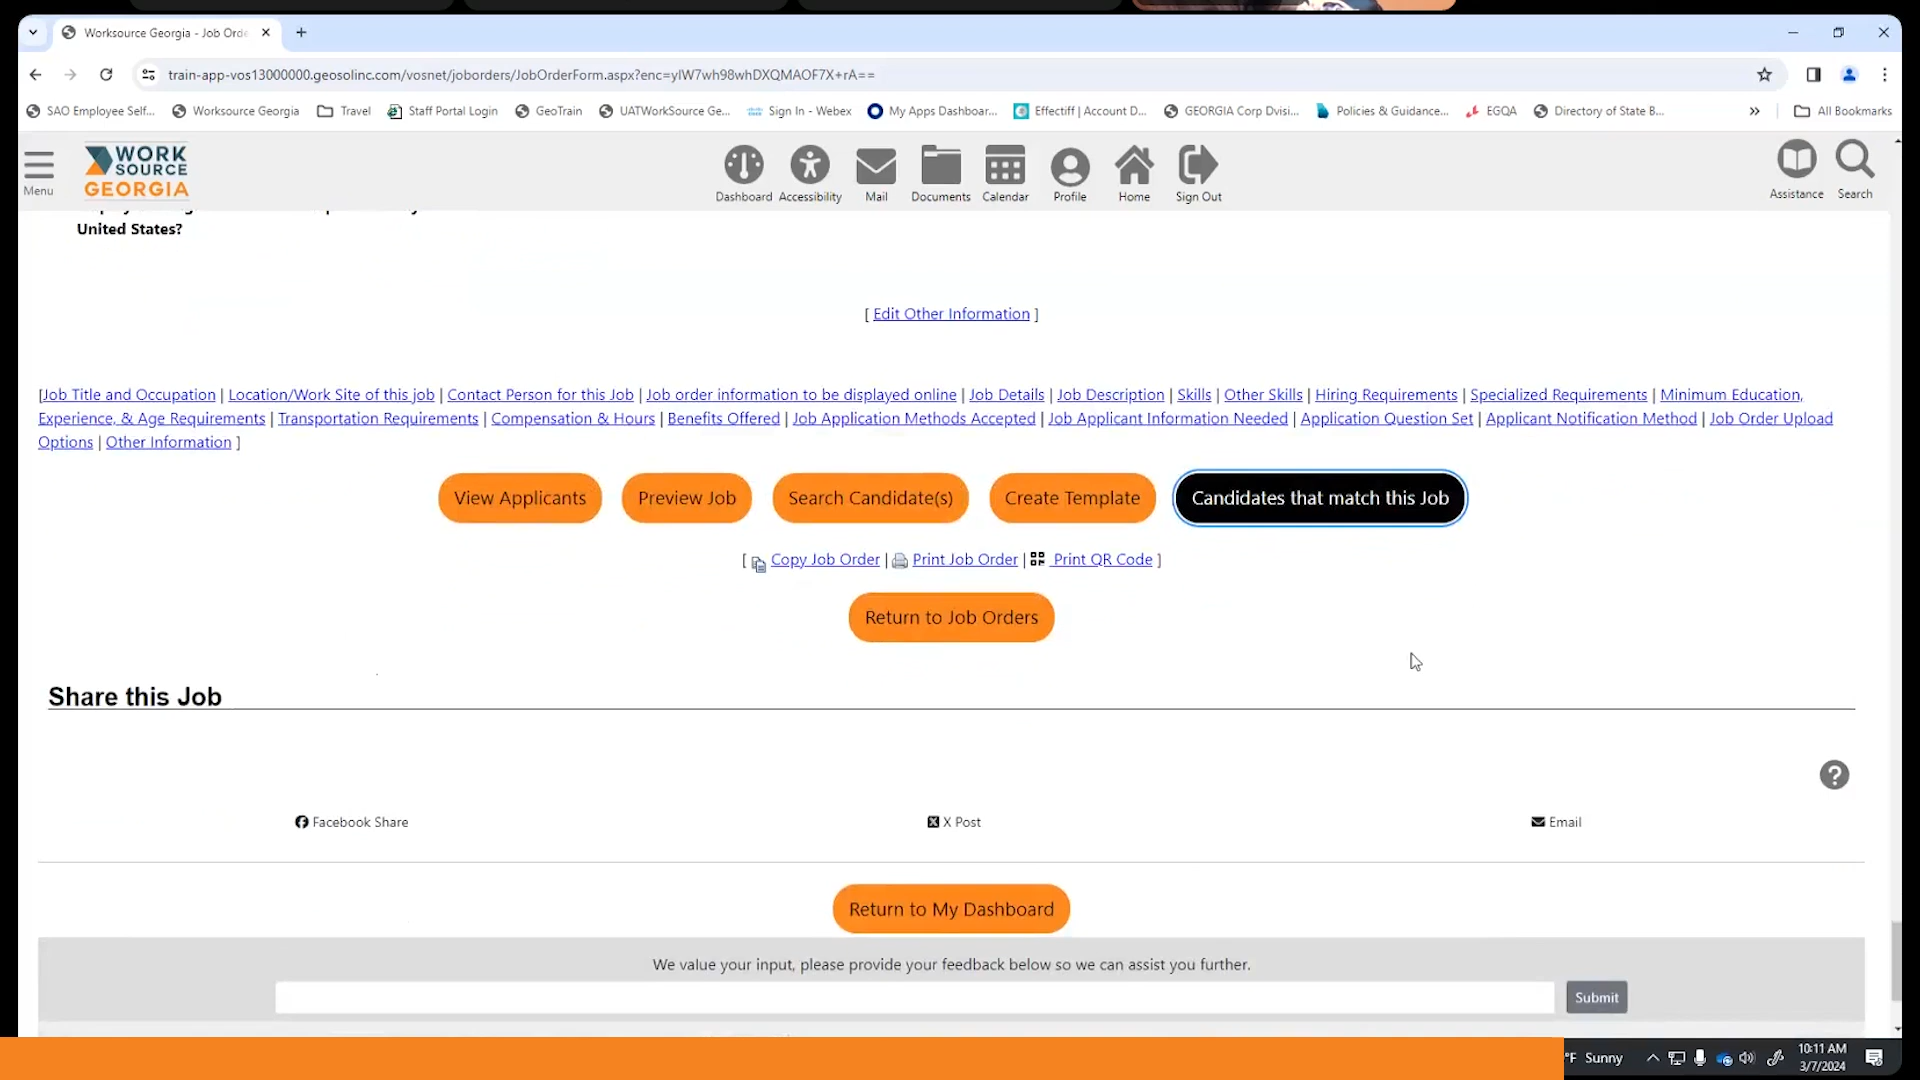 Worksource Georgia - Job Orde
train-app-vos13000000.geosolinc.com/vosnet/joborders/JobOrderForm.aspx?enc=yIW7wh98whDXQMAOF7X+rA==
SAO Employee Self... Worksource Georgia Travel Staff Portal Login GeoTrain UATWorkSource Ge... Sign In - Webex My Apps Dashboar... Effectiff | Account D... GEORGIA Corp Dvisi... Policies & Guidance... EGQA Directory of State B... » All Bookmarks
Menu
WORK
SOURCE
GEORGIA
Dashboard Accessibility Mail Documents Calendar Profile Home Sign Out Assistance Search
United States?
[ Edit Other Information ]
[Job Title and Occupation | Location/Work Site of this job | Contact Person for this Job | Job order information to be displayed online | Job Details | Job Description | Skills | Other Skills | Hiring Requirements | Specialized Requirements | Minimum Education,
Experience, & Age Requirements | Transportation Requirements | Compensation & Hours | Benefits Offered | Job Application Methods Accepted | Job Applicant Information Needed | Application Question Set | Applicant Notification Method | Job Order Upload
Options | Other Information ]
View Applicants Preview Job Search Candidate(s) Create Template Candidates that match this Job
[ Copy Job Order | Print Job Order | Print QR Code ]
Return to Job Orders
Share this Job
?
Facebook Share X Post Email
Return to My Dashboard
We value your input, please provide your feedback below so we can assist you further.
Submit
°F Sunny 10:11 AM
3/7/2024